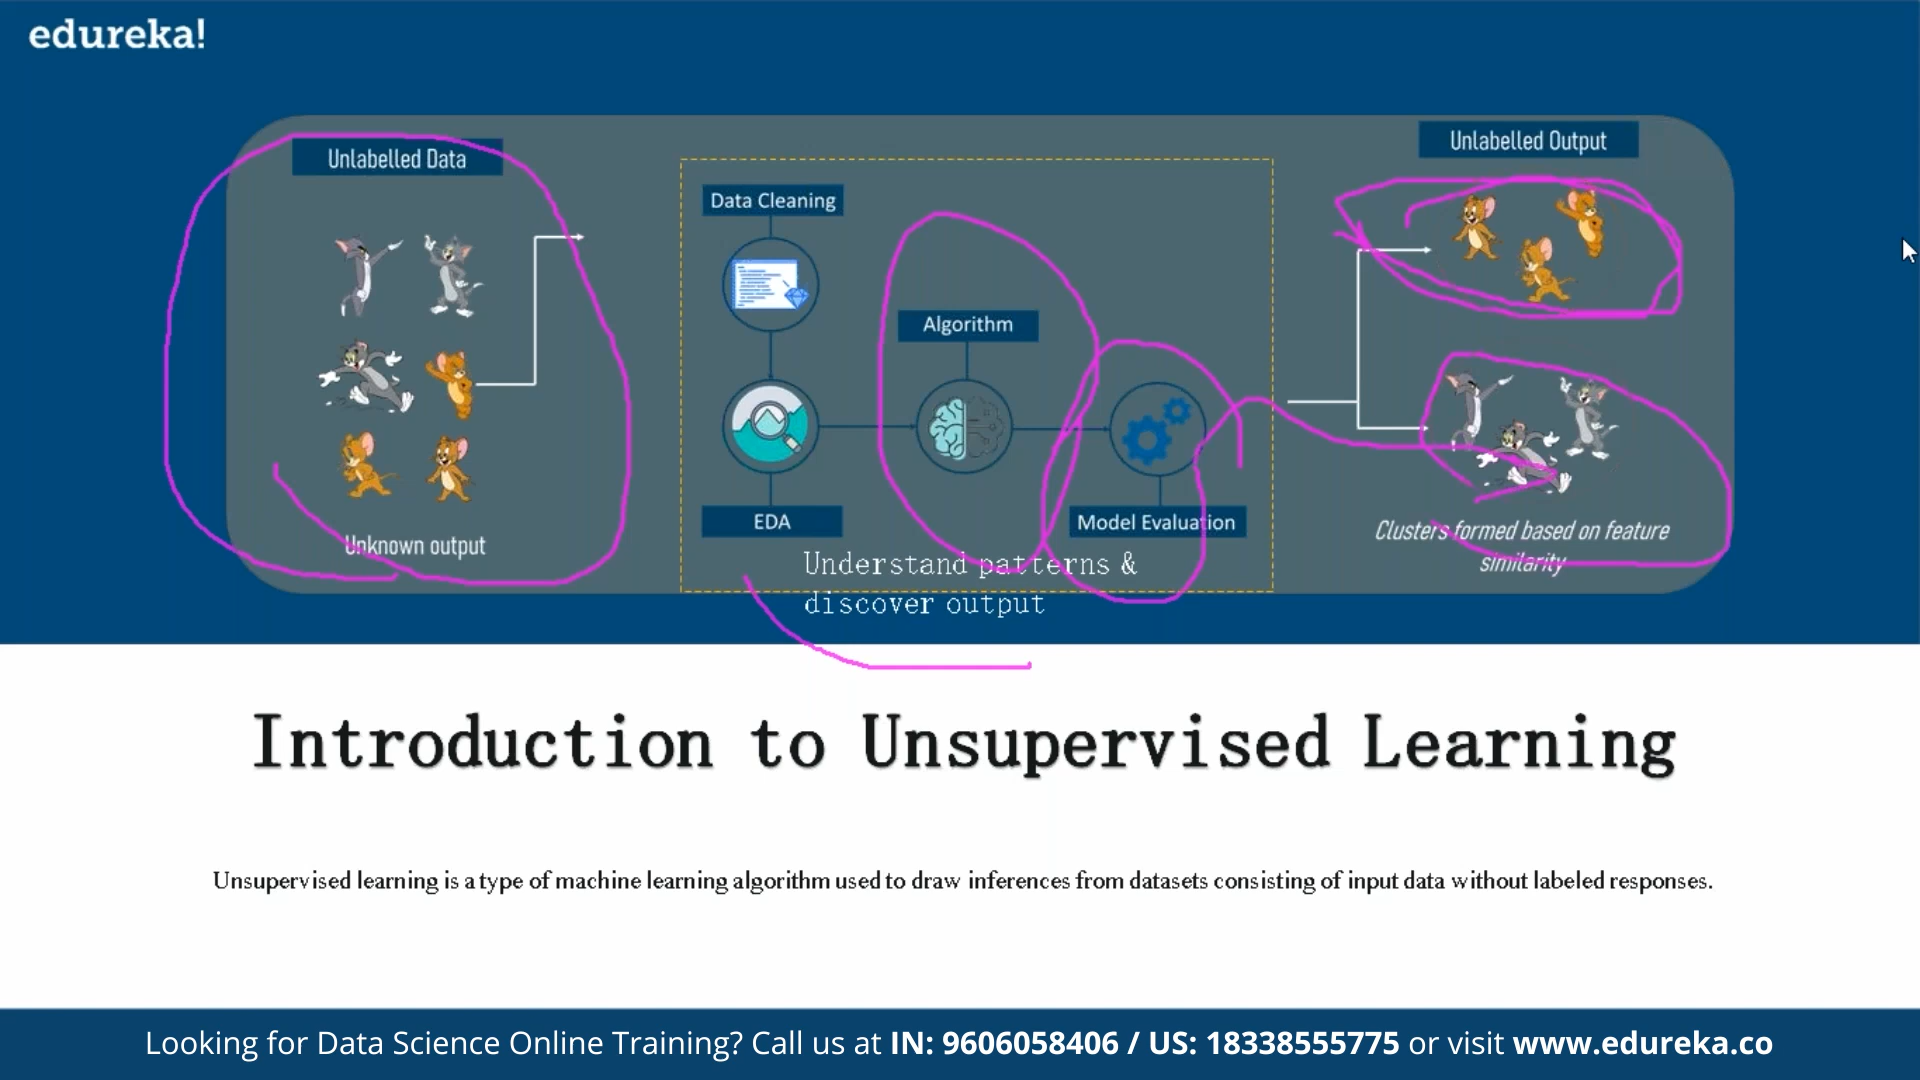 edureka!
Unlabelled Data
Unlabelled Output
Data Cleaning
Algorithm
EDA
Model Evaluation
Unknown output
Understand patterns &
discover output
Clusters formed based on feature
similarity
Introduction to Unsupervised Learning
Unsupervised learning is a type of machine learning algorithm used to draw inferences from datasets consisting of input data without labeled responses.
Looking for Data Science Online Training? Call us at IN: 9606058406 / US: 18338555775 or visit www.edureka.co